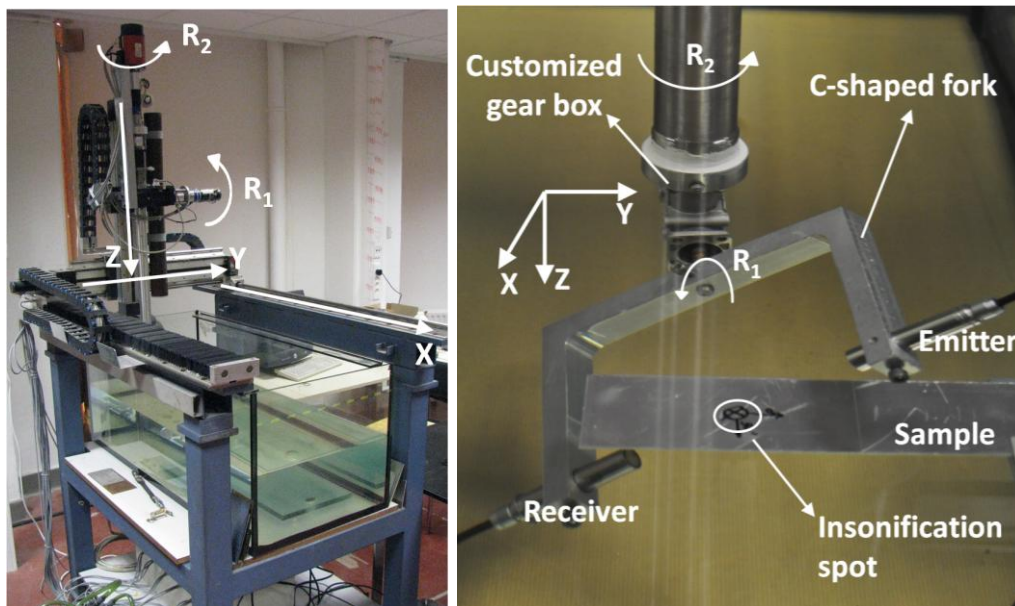 R2
R1
Z
Y
X
Customized
gear box
R2
C-shaped fork
Y
X
Z
R1
Emitter
Sample
Receiver
Insonification
spot